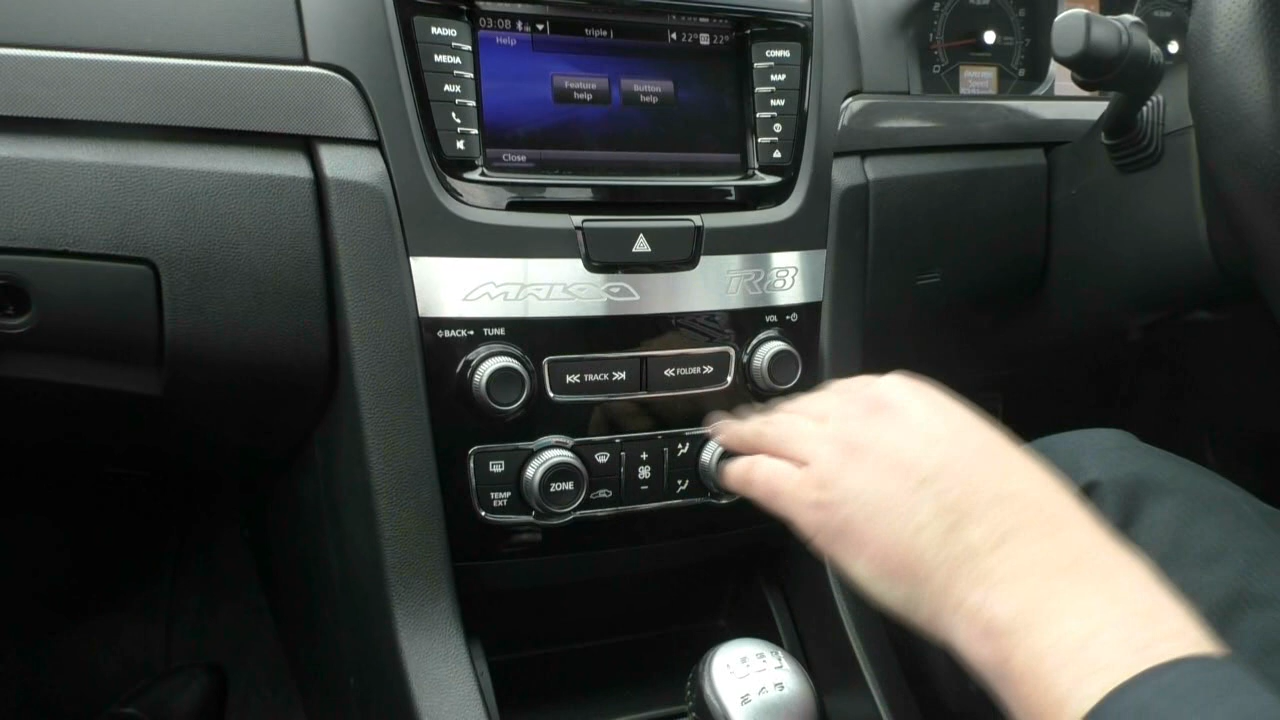 RADIO
MEDIA
AUX
03:08
triple j
22° 22°
Help
Feature
help
Button
help
Close
CONFIG
MAP
NAV
MALOO R8
BACK TUNE
VOL
TRACK
FOLDER
TEMP
EXT
ZONE
+
-